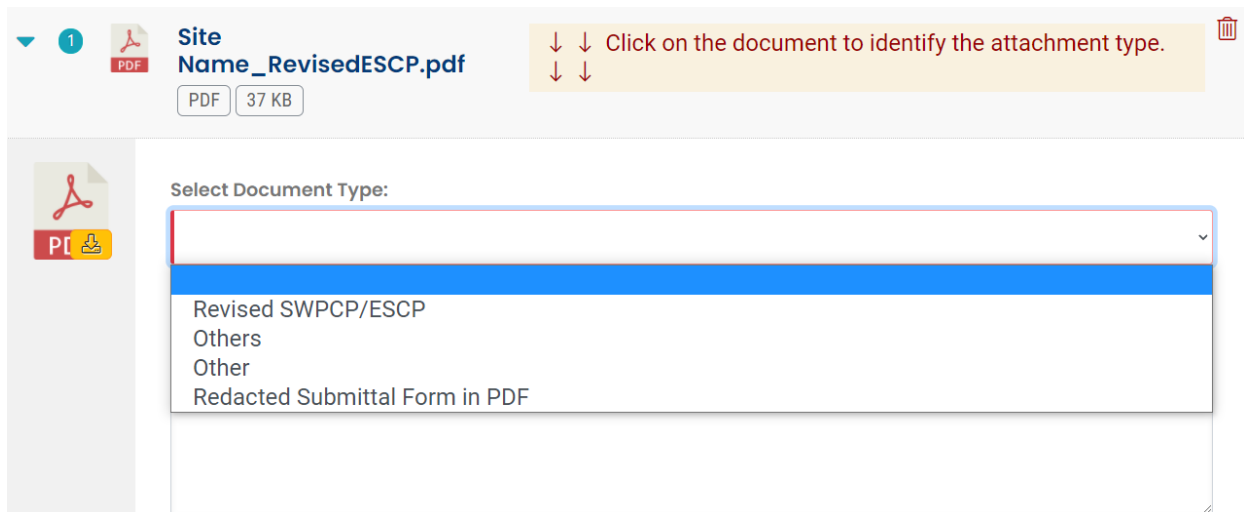 1
PDF
Site
Name_RevisedESCP.pdf
PDF 37 KB
↓ ↓ Click on the document to identify the attachment type.
↓ ↓
Select Document Type:
Revised SWPCP/ESCP
Others
Other
Redacted Submittal Form in PDF